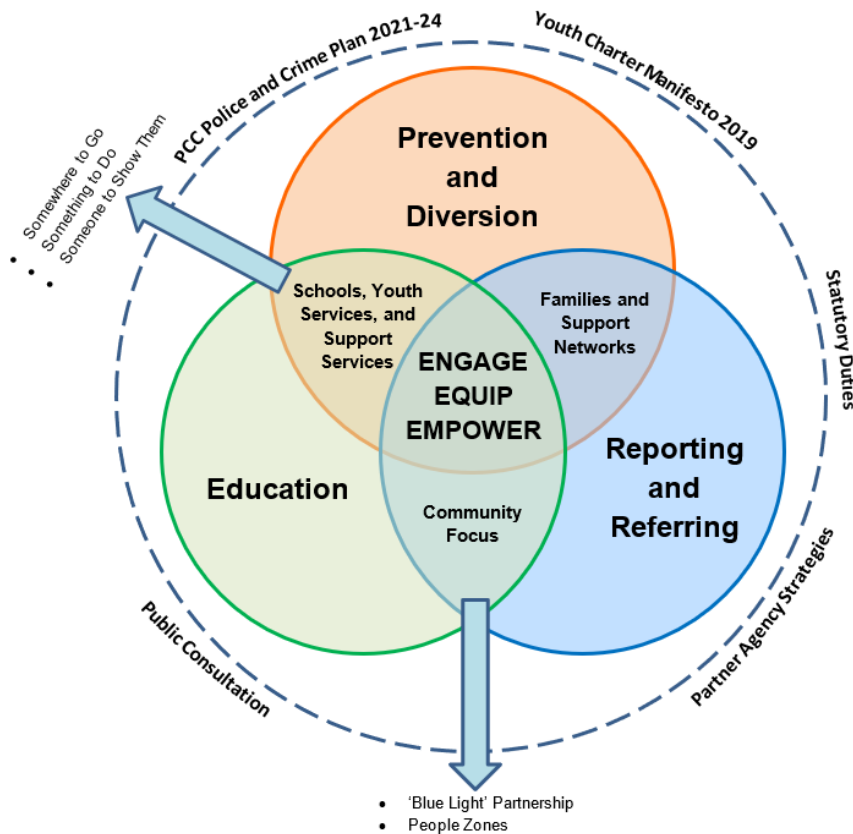 PCC Police and Crime Plan 2021-24
Youth Charter Manifesto 2019
Statutory Duties
Partner Agency Strategies
Public Consultation
• Somewhere to Go
• Something to Do
• Someone to Show Them
Prevention
and
Diversion
Schools, Youth
Services, and
Support
Services
Families and
Support
Networks
ENGAGE
EQUIP
EMPOWER
Education
Reporting
and
Referring
Community
Focus
• ‘Blue Light’ Partnership
• People Zones